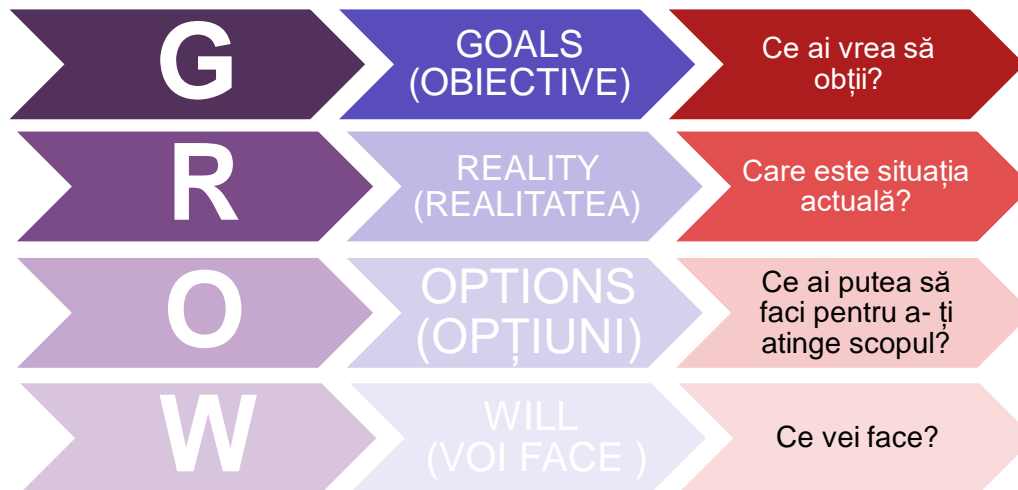 G
GOALS
(OBIECTIVE)
Ce ai vrea să
obții?
R
REALITY
(REALITATEA)
Care este situația
actuală?
O
OPTIONS
(OPȚIUNI)
Ce ai putea să
faci pentru a- ți
atinge scopul?
W
WILL
(VOI FACE )
Ce vei face?